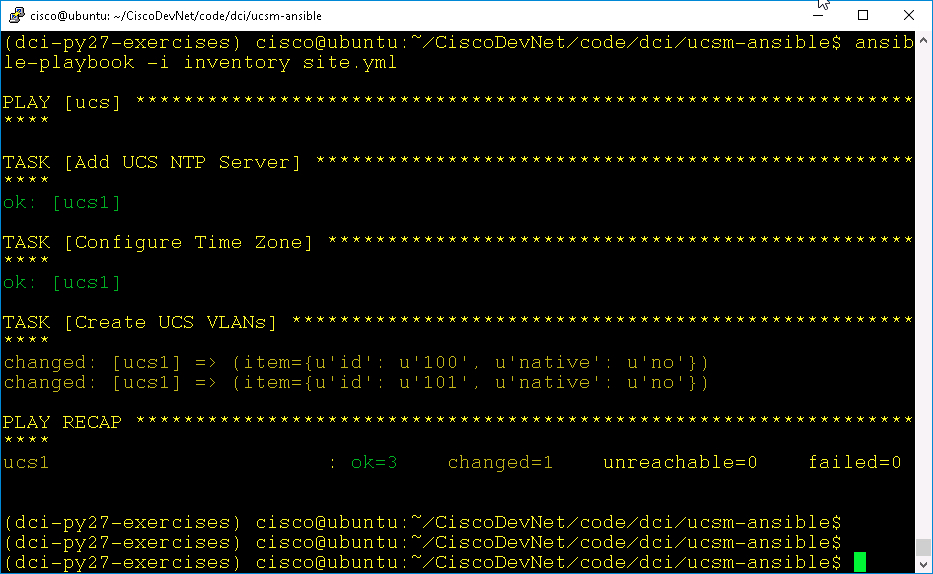 cisco@ubuntu: ~/CiscoDevNet/code/dci/ucsm-ansible
(dci-py27-exercises) cisco@ubuntu:~/CiscoDevNet/code/dci/ucsm-ansible$ ansib
le-playbook -i inventory site.yml
PLAY [ucs] *****************************************************************
****
TASK [Add UCS NTP Server] **************************************************
****
ok: [ucs1]
TASK [Configure Time Zone] *************************************************
****
ok: [ucs1]
TASK [Create UCS VLANs] ****************************************************
****
changed: [ucs1] => (item={u'id': u'100', u'native': u'no'})
changed: [ucs1] => (item={u'id': u'101', u'native': u'no'})
PLAY RECAP *****************************************************************
****
ucs1                       : ok=3    changed=1    unreachable=0    failed=0
(dci-py27-exercises) cisco@ubuntu:~/CiscoDevNet/code/dci/ucsm-ansible$
(dci-py27-exercises) cisco@ubuntu:~/CiscoDevNet/code/dci/ucsm-ansible$
(dci-py27-exercises) cisco@ubuntu:~/CiscoDevNet/code/dci/ucsm-ansible$